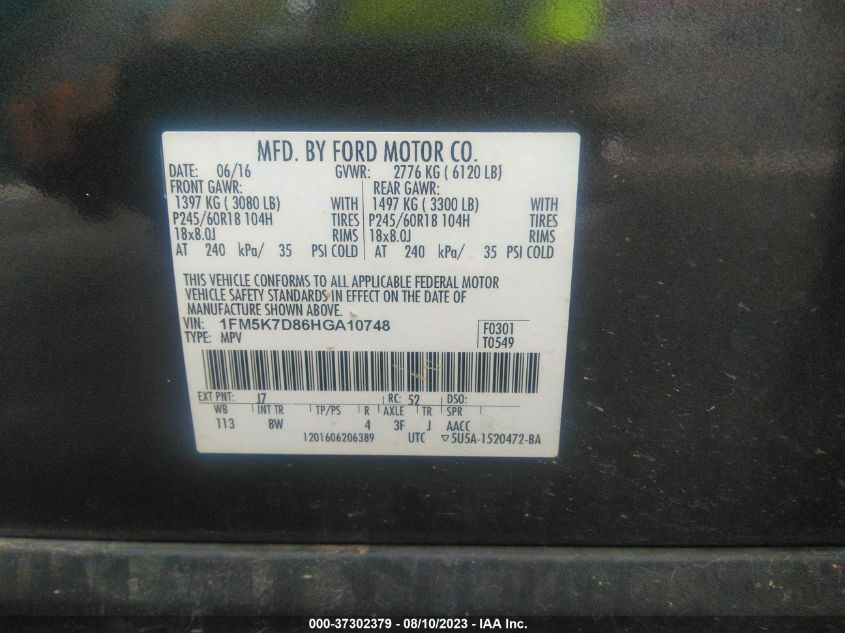 MFD. BY FORD MOTOR CO.
DATE: 06/16 GVWR: 2776 KG ( 6120 LB)
FRONT GAWR: REAR GAWR:
1397 KG ( 3080 LB) WITH 1497 KG ( 3300 LB) WITH
P245/60R18 104H TIRES P245/60R18 104H TIRES
18x8.0J RIMS 18x8.0J RIMS
AT 240 kPa/ 35 PSI COLD AT 240 kPa/ 35 PSI COLD
THIS VEHICLE CONFORMS TO ALL APPLICABLE FEDERAL MOTOR
VEHICLE SAFETY STANDARDS IN EFFECT ON THE DATE OF
MANUFACTURE SHOWN ABOVE.
VIN: 1FM5K7D86HGA10748 F0301
TYPE: MPV T0549
EXT PNT: J7 RC: 52 DSO:
WB INT TR TP/PS R AXLE TR SPR
113 8W 4 3F J AACC
1201606206389 UTC ▽5U5A-1520472-BA
000-37302379 - 08/10/2023 - IAA Inc.